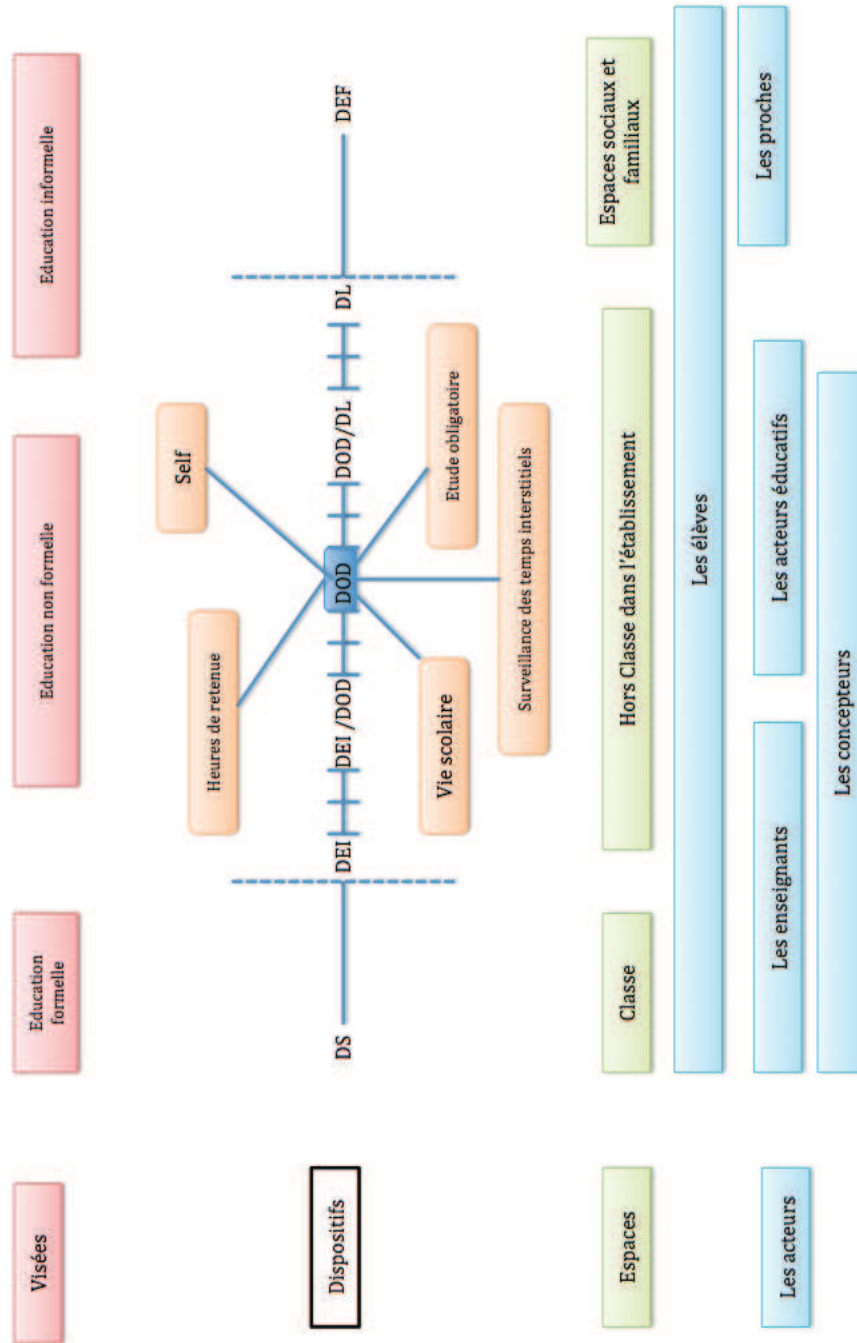 Visées
Education
formelle
Education non formelle
Education informelle
Self
Heures de retenue
Dispositifs
DS
DEI
DEI /DOD
DOD
DOD/DL
DL
DEF
Vie scolaire
Etude obligatoire
Surveillance des temps interstitiels
Espaces
Classe
Hors Classe dans l'établissement
Espaces sociaux et
familiaux
Les élèves
Les acteurs
Les enseignants
Les acteurs éducatifs
Les proches
Les concepteurs